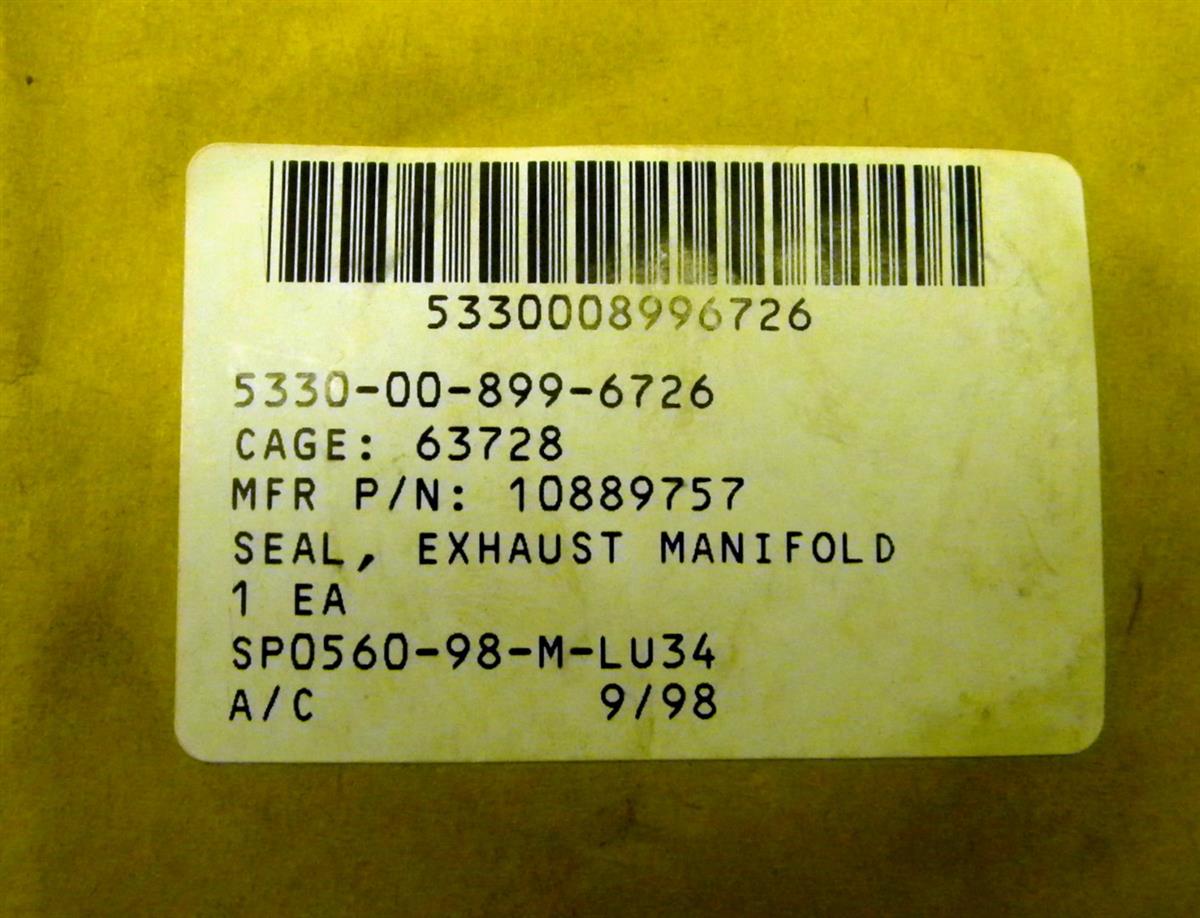 5330008996726
5330-00-899-6726
CAGE: 63728
MFR P/N: 10889757
SEAL, EXHAUST MANIFOLD
1 EA
SP0560-98-M-LU34
A/C 9/98